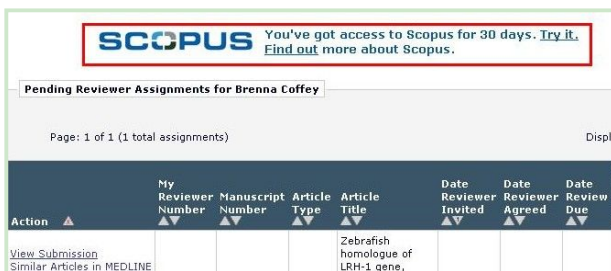 SCOPUS You've got access to Scopus for 30 days. Try it.
Find out more about Scopus.
Pending Reviewer Assignments for Brenna Coffey
Page: 1 of 1 (1 total assignments)
Displ
Action
My Reviewer Number
Manuscript Number
Article Type
Article Title
Date Reviewer Invited
Date Reviewer Agreed
Date Review Due
View Submission
Similar Articles in MEDLINE
Zebrafish
homologue of
LRH-1 gene,